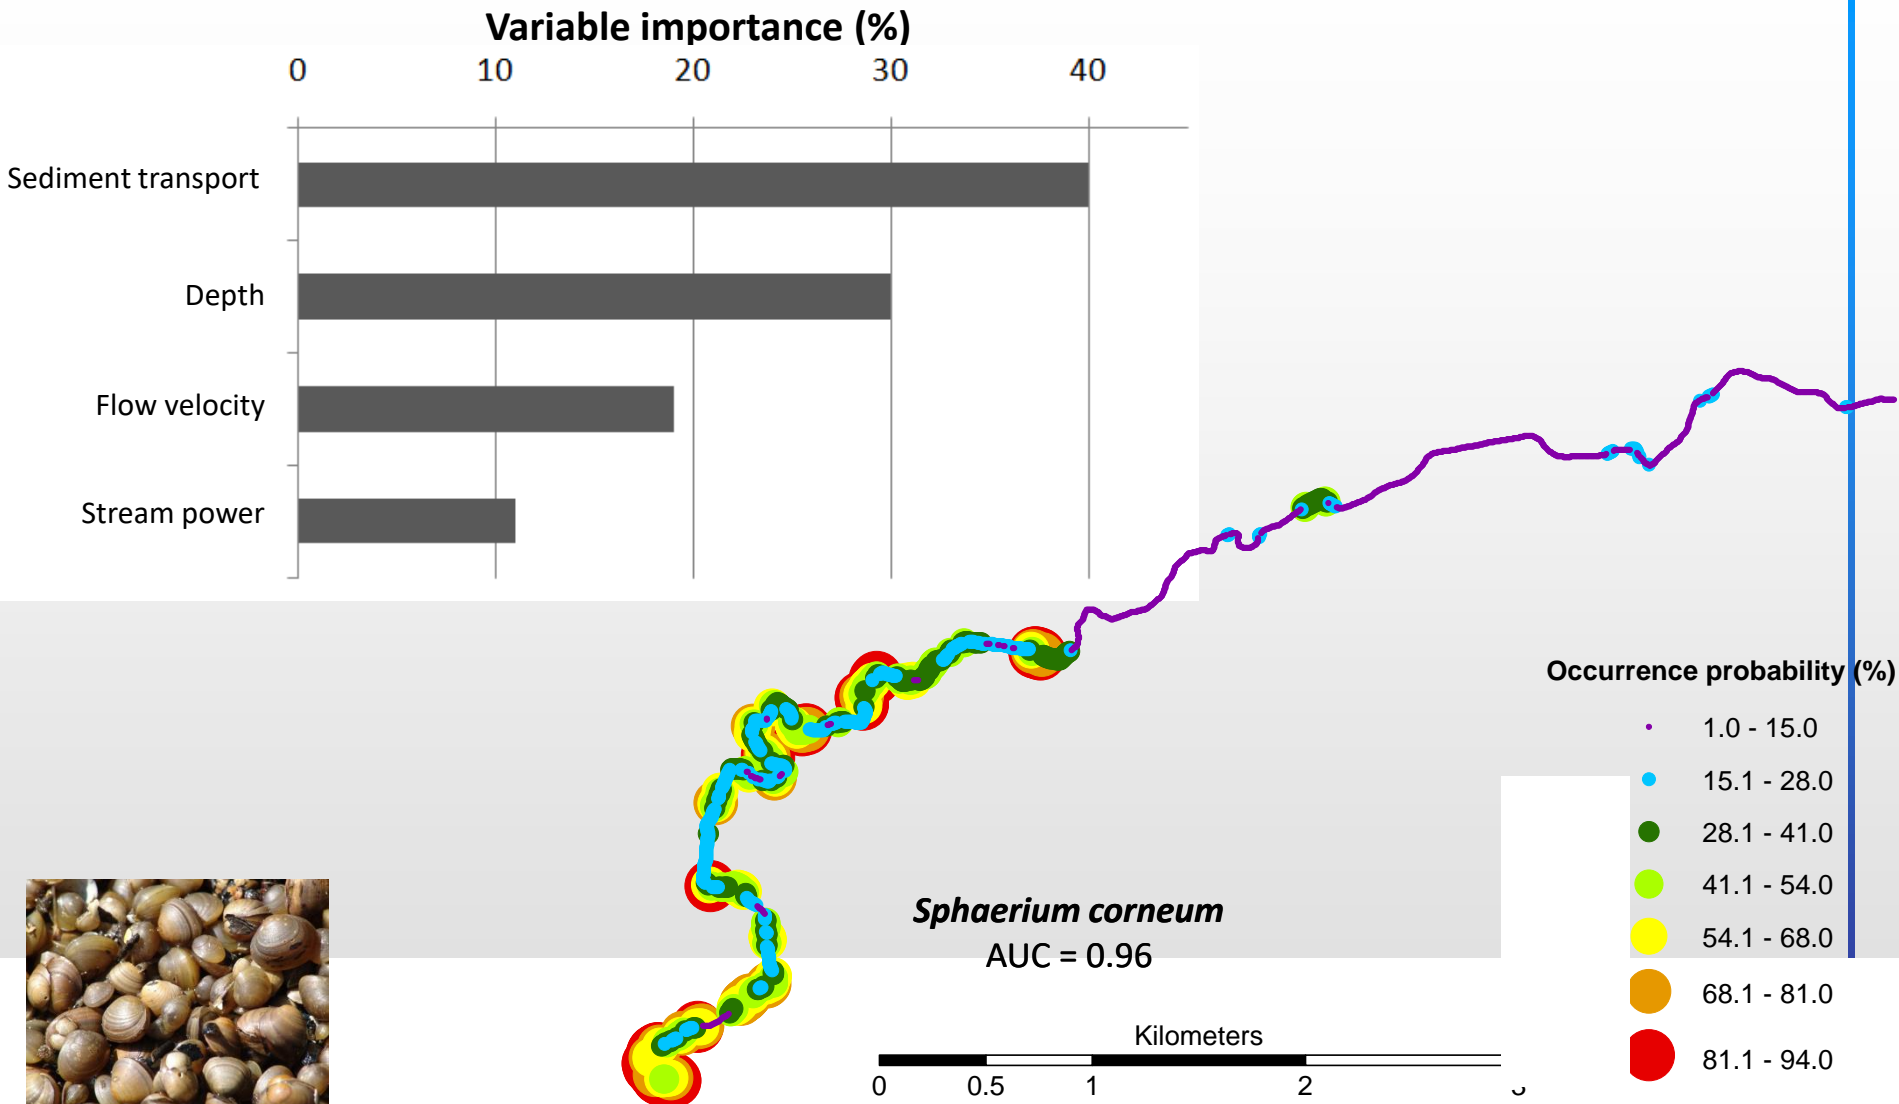 Variable importance (%)
0 10 20 30 40
Sediment transport
Depth
Flow velocity
Stream power
Occurrence probability (%)
1.0 - 15.0
15.1 - 28.0
28.1 - 41.0
41.1 - 54.0
54.1 - 68.0
68.1 - 81.0
81.1 - 94.0
Sphaerium corneum
AUC = 0.96
Kilometers
0 0.5 1 2